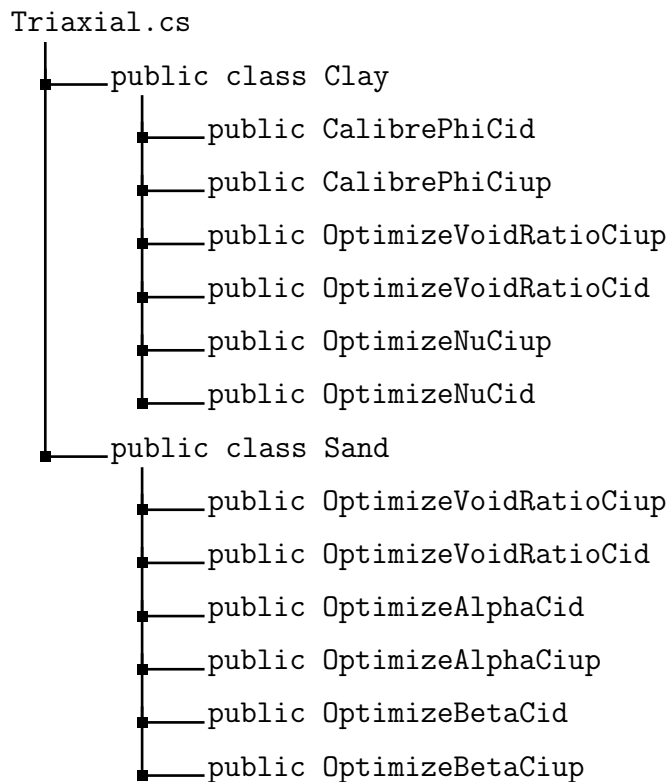 Triaxial.cs
public class Clay
public CalibrePhiCid
public CalibrePhiCiup
public OptimizeVoidRatioCiup
public OptimizeVoidRatioCid
public OptimizeNuCiup
public OptimizeNuCid
public class Sand
public OptimizeVoidRatioCiup
public OptimizeVoidRatioCid
public OptimizeAlphaCid
public OptimizeAlphaCiup
public OptimizeBetaCid
public OptimizeBetaCiup